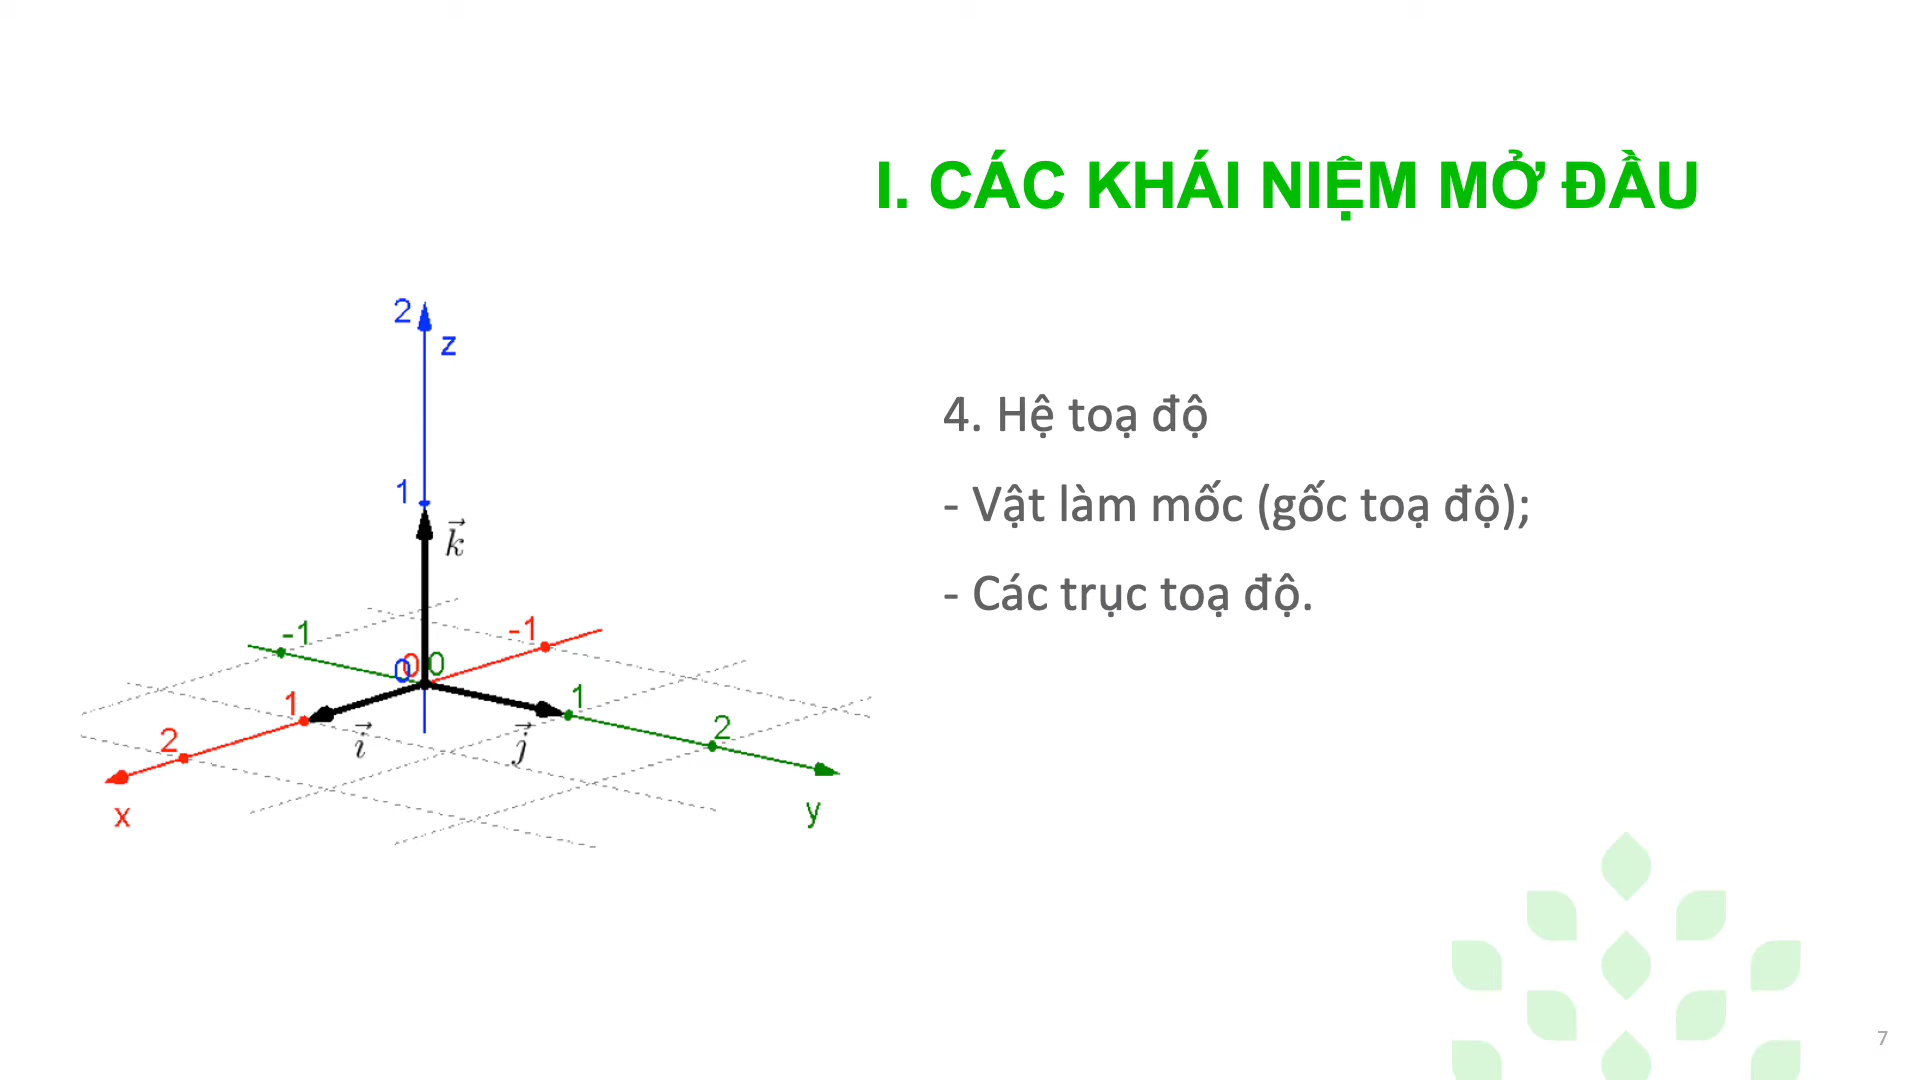 I. CÁC KHÁI NIỆM MỞ ĐẦU
2
z
1
k⃗
-1
-1
0
0
0
1
1
i⃗
j⃗
2
2
x
y
4. Hệ toạ độ
- Vật làm mốc (gốc toạ độ);
- Các trục toạ độ.
7